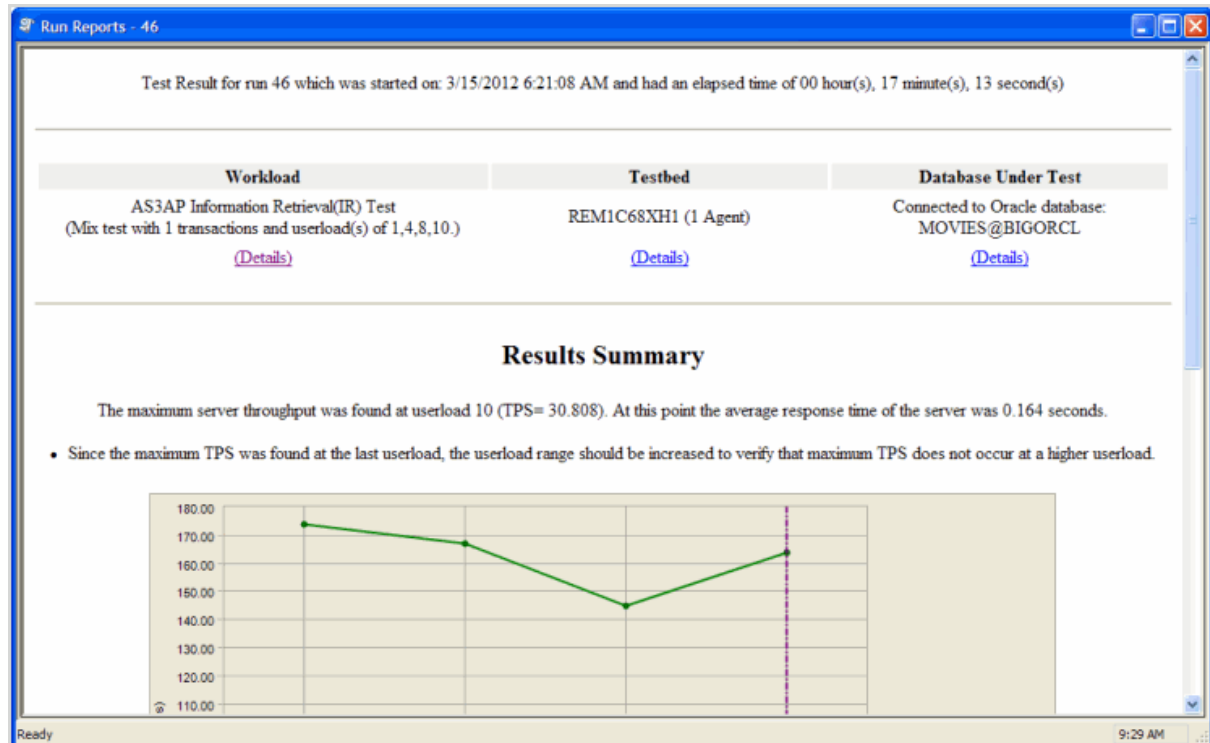 Run Reports - 46
Test Result for run 46 which was started on: 3/15/2012 6:21:08 AM and had an elapsed time of 00 hour(s), 17 minute(s), 13 second(s)
Workload
Testbed
Database Under Test
AS3AP Information Retrieval(IR) Test
(Mix test with 1 transactions and userload(s) of 1,4,8,10.)
REM1C68XH1 (1 Agent)
Connected to Oracle database:
MOVIES@BIGORCL
(Details)
(Details)
(Details)
Results Summary
The maximum server throughput was found at userload 10 (TPS= 30.808). At this point the average response time of the server was 0.164 seconds.
• Since the maximum TPS was found at the last userload, the userload range should be increased to verify that maximum TPS does not occur at a higher userload.
180.00
170.00
160.00
150.00
140.00
130.00
120.00
110.00
s)
Ready
9:29 AM